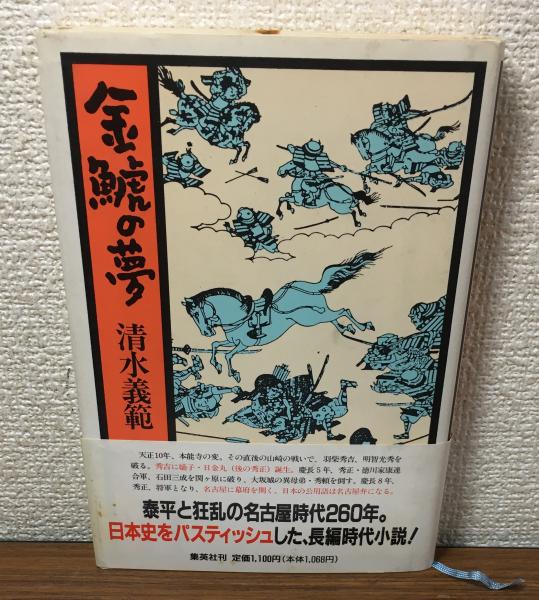 金鯱の夢
清水義範
天正10年、本能寺の変。その直後の山崎の戦いで、羽柴秀吉、明智光秀を
破る。秀吉に嫡子・日金丸（後の秀正）誕生。慶長5年、秀正・徳川家康連
合軍、石田三成を関ヶ原に破り、大坂城の異母弟・秀頼を倒す。慶長8年、
秀正、将軍となり、名古屋に幕府を開く。日本の公用語は名古屋弁になる。
泰平と狂乱の名古屋時代260年。
日本史をパスティッシュした、長編時代小説！
集英社刊 定価1,100円（本体1,068円）